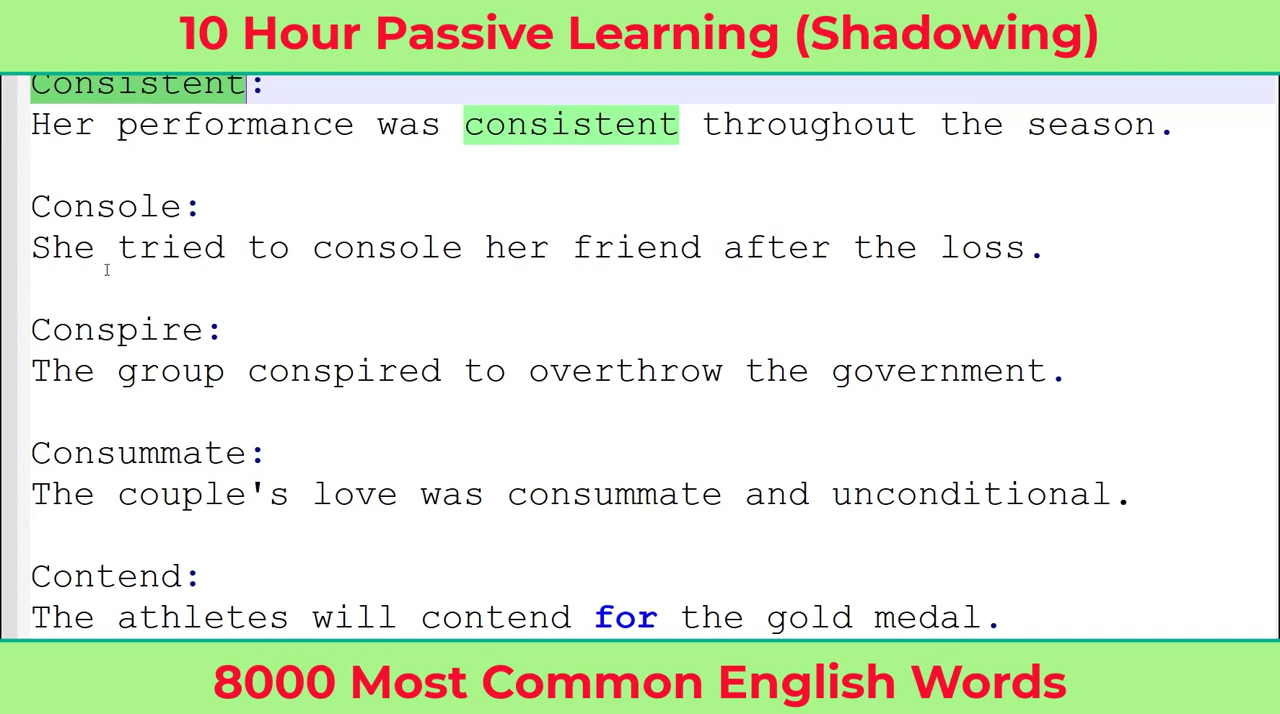 10 Hour Passive Learning (Shadowing)
Consistent:
Her performance was consistent throughout the season.
Console:
She tried to console her friend after the loss.
Conspire:
The group conspired to overthrow the government.
Consummate:
The couple's love was consummate and unconditional.
Contend:
The athletes will contend for the gold medal.
8000 Most Common English Words